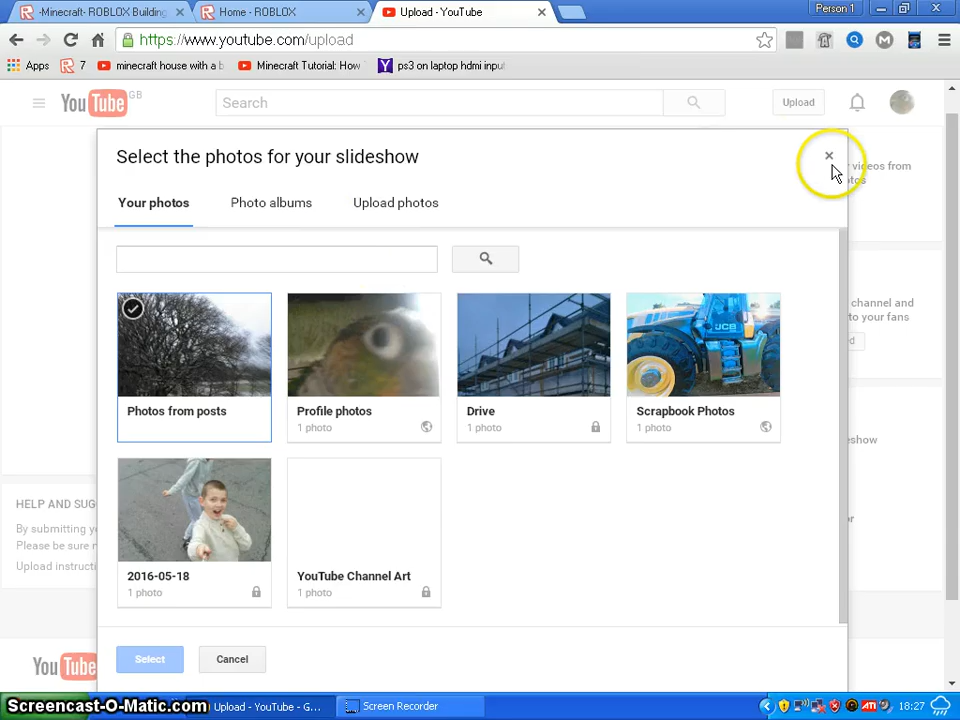 -Minecraft- ROBLOX Building
Home - ROBLOX
Upload - YouTube
Person 1
https://www.youtube.com/upload
Apps
7
minecraft house with a b
Minecraft Tutorial: How
ps3 on laptop hdmi input
YouTube GB
Search
Upload
Select the photos for your slideshow
videos from
Your photos
Photo albums
Upload photos
JCB
channel and
to your fans
Photos from posts
Profile photos
1 photo
Drive
1 photo
Scrapbook Photos
1 photo
HELP AND SUG
By submitting
Please be sure
Upload instructi
2016-05-18
1 photo
YouTube Channel Art
1 photo
Select
Cancel
YouTube
Screencast-O-Matic.com
Upload - YouTube - G...
Screen Recorder
ATI
18:27